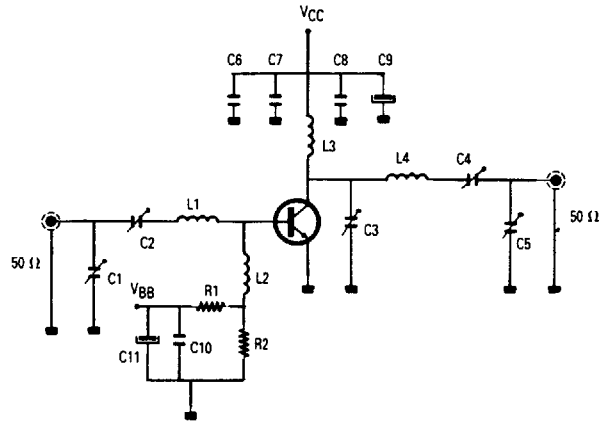 VCC
C6 C7 C8 C9
L3
L4 C4
L1
C2
C3
C5
50 Ω
50 Ω
C1
L2
VBB
R1
C11
C10
R2